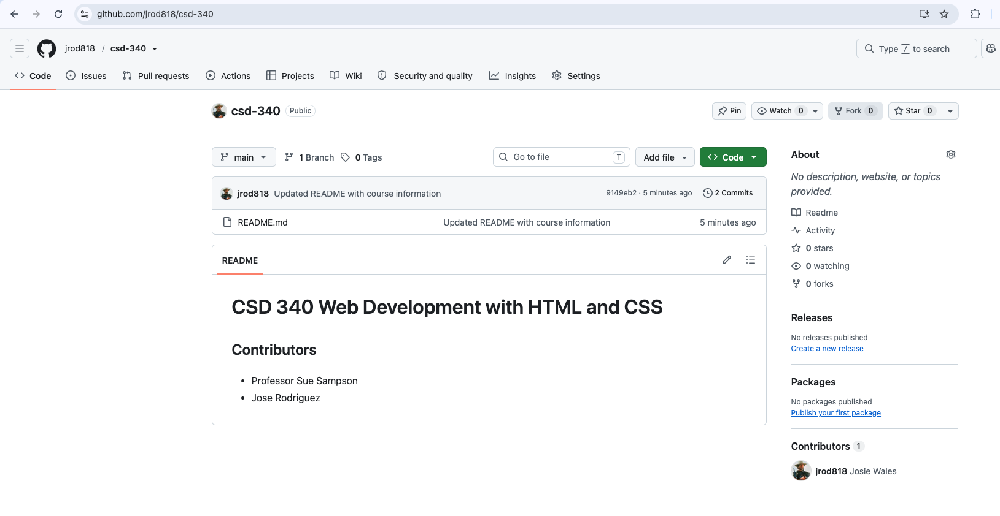 github.com/jrod818/csd-340
jrod818 / csd-340
Type / to search
Code Issues Pull requests Actions Projects Wiki Security and quality Insights Settings
csd-340 Public
Pin Watch 0 Fork 0 Star 0
main 1 Branch 0 Tags Go to file T Add file Code
jrod818 Updated README with course information 9149eb2 · 5 minutes ago 2 Commits
README.md Updated README with course information 5 minutes ago
README
CSD 340 Web Development with HTML and CSS
Contributors
• Professor Sue Sampson
• Jose Rodriguez
About
No description, website, or topics
provided.
Readme
Activity
0 stars
0 watching
0 forks
Releases
No releases published
Create a new release
Packages
No packages published
Publish your first package
Contributors 1
jrod818 Josie Wales